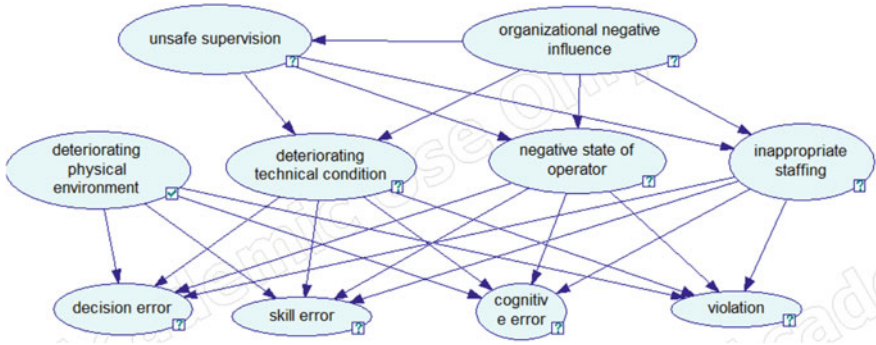 unsafe supervision
organizational negative
influence
deteriorating
physical
environment
deteriorating
technical condition
negative state of
operator
inappropriate
staffing
decision error
skill error
cognitiv
e error
violation